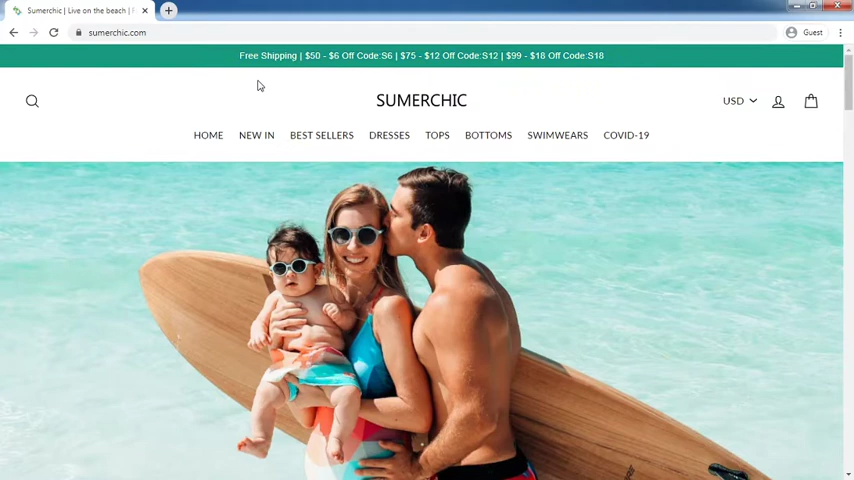 Sumerchic | Live on the beach |
sumerchic.com
Guest
Free Shipping | $50 - $6 Off Code:S6 | $75 - $12 Off Code:S12 | $99 - $18 Off Code:S18
SUMERCHIC
USD
HOME NEW IN BEST SELLERS DRESSES TOPS BOTTOMS SWIMWEARS COVID-19